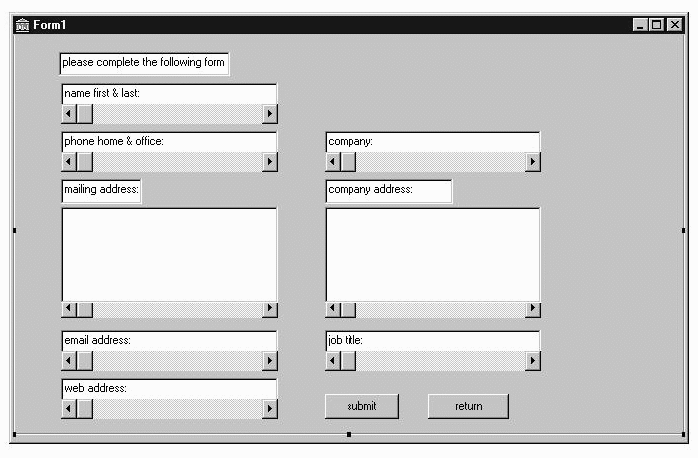 Form1
please complete the following form
name first & last:
phone home & office:
company:
mailing address:
company address:
email address:
job title:
web address:
submit
return